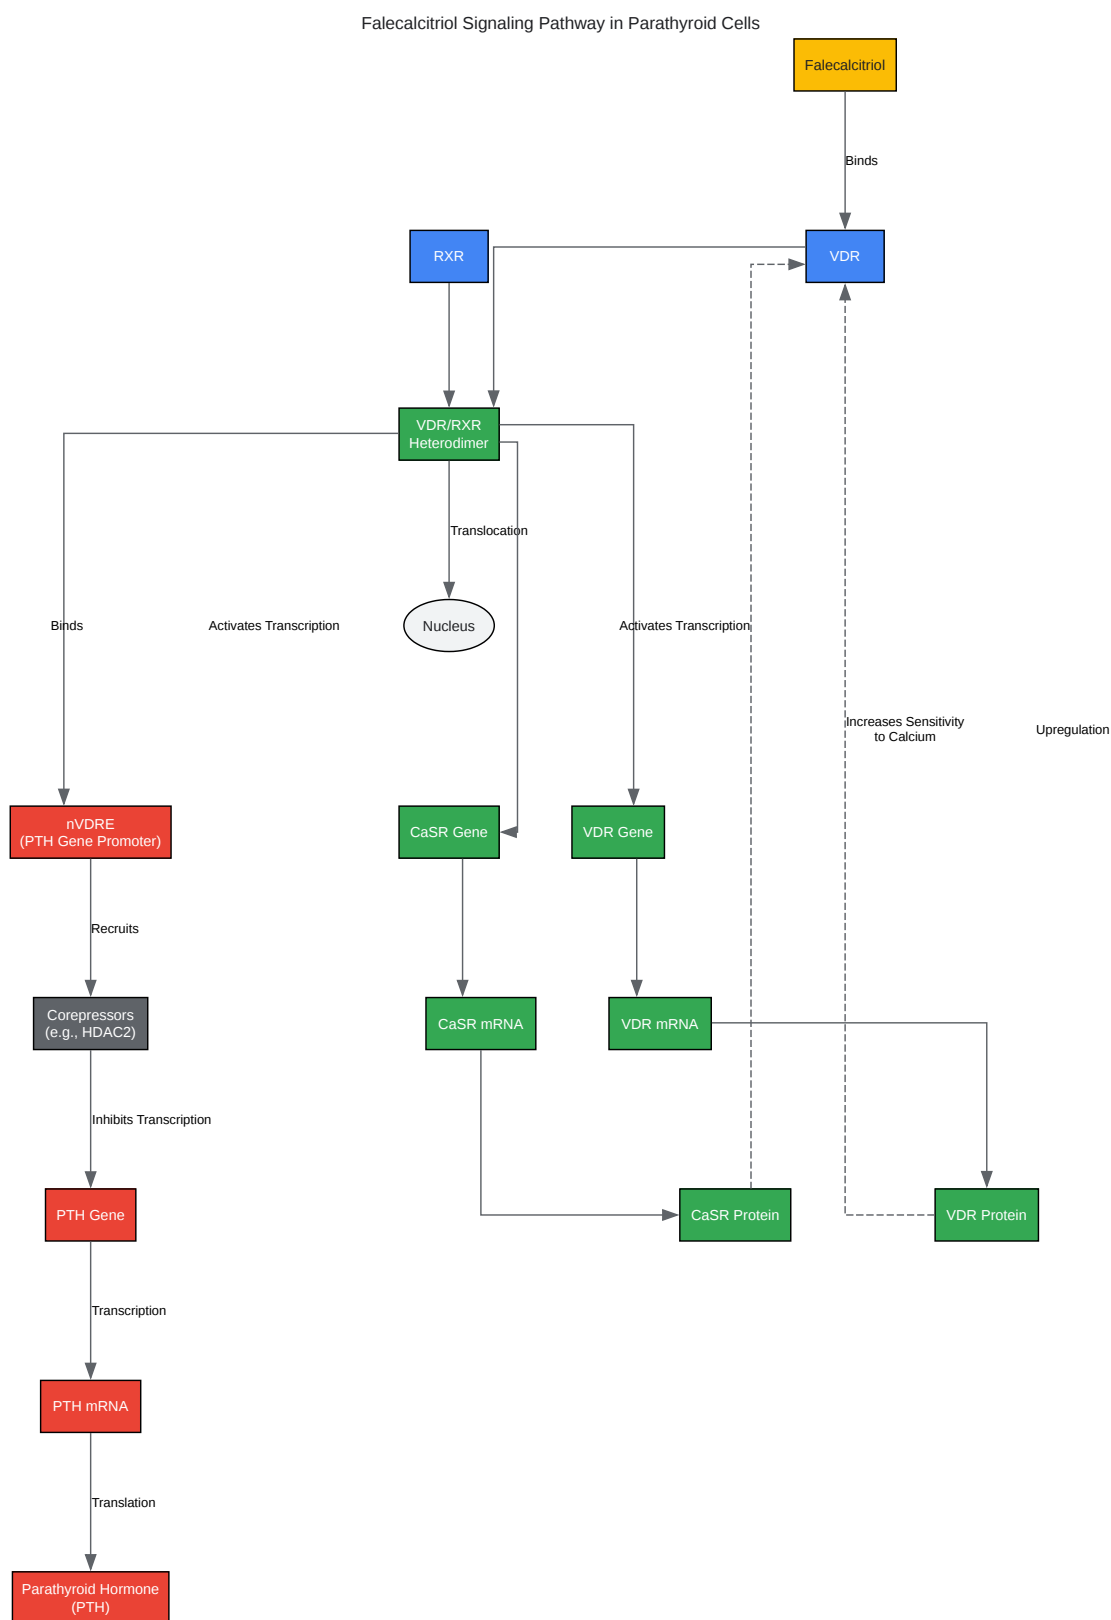 Falecalcitriol Signaling Pathway in Parathyroid Cells
Falecalcitriol
Binds
RXR
VDR
VDR/RXR
Heterodimer
Translocation
Binds
Activates Transcription
Nucleus
Activates Transcription
Increases Sensitivity
to Calcium
Upregulation
nVDRE
(PTH Gene Promoter)
CaSR Gene
VDR Gene
Recruits
Corepressors
(e.g., HDAC2)
CaSR mRNA
VDR mRNA
Inhibits Transcription
PTH Gene
CaSR Protein
VDR Protein
Transcription
PTH mRNA
Translation
Parathyroid Hormone
(PTH)